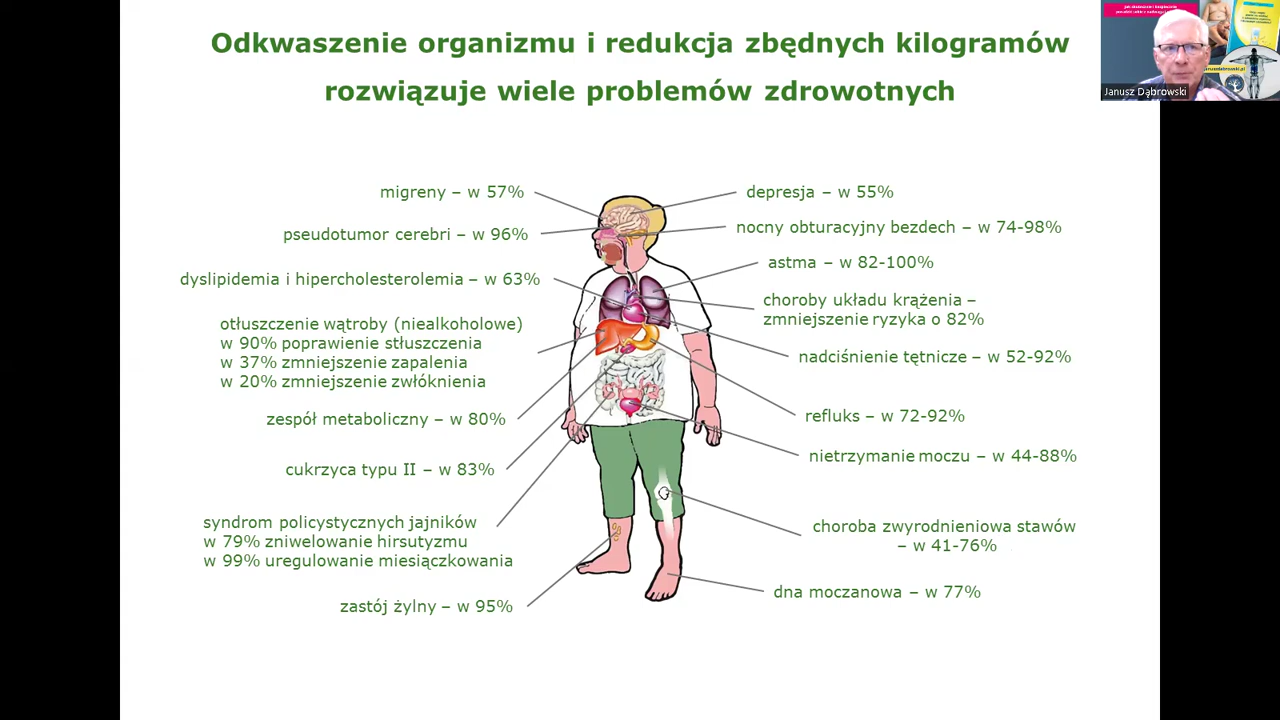 Odkwaszenie organizmu i redukcja zbędnych kilogramów
rozwiązuje wiele problemów zdrowotnych
Janusz Dąbrowski
migreny – w 57%
pseudotumor cerebri – w 96%
dyslipidemia i hipercholesterolemia – w 63%
otłuszczenie wątroby (niealkoholowe)
w 90% poprawienie stłuszczenia
w 37% zmniejszenie zapalenia
w 20% zmniejszenie zwłóknienia
zespół metaboliczny – w 80%
cukrzyca typu II – w 83%
syndrom policystycznych jajników
w 79% zniwelowanie hirsutyzmu
w 99% uregulowanie miesiączkowania
zastój żylny – w 95%
depresja – w 55%
nocny obturacyjny bezdech – w 74-98%
astma – w 82-100%
choroby układu krążenia –
zmniejszenie ryzyka o 82%
nadciśnienie tętnicze – w 52-92%
refluks – w 72-92%
nietrzymanie moczu – w 44-88%
choroba zwyrodnieniowa stawów
– w 41-76%
dna moczanowa – w 77%